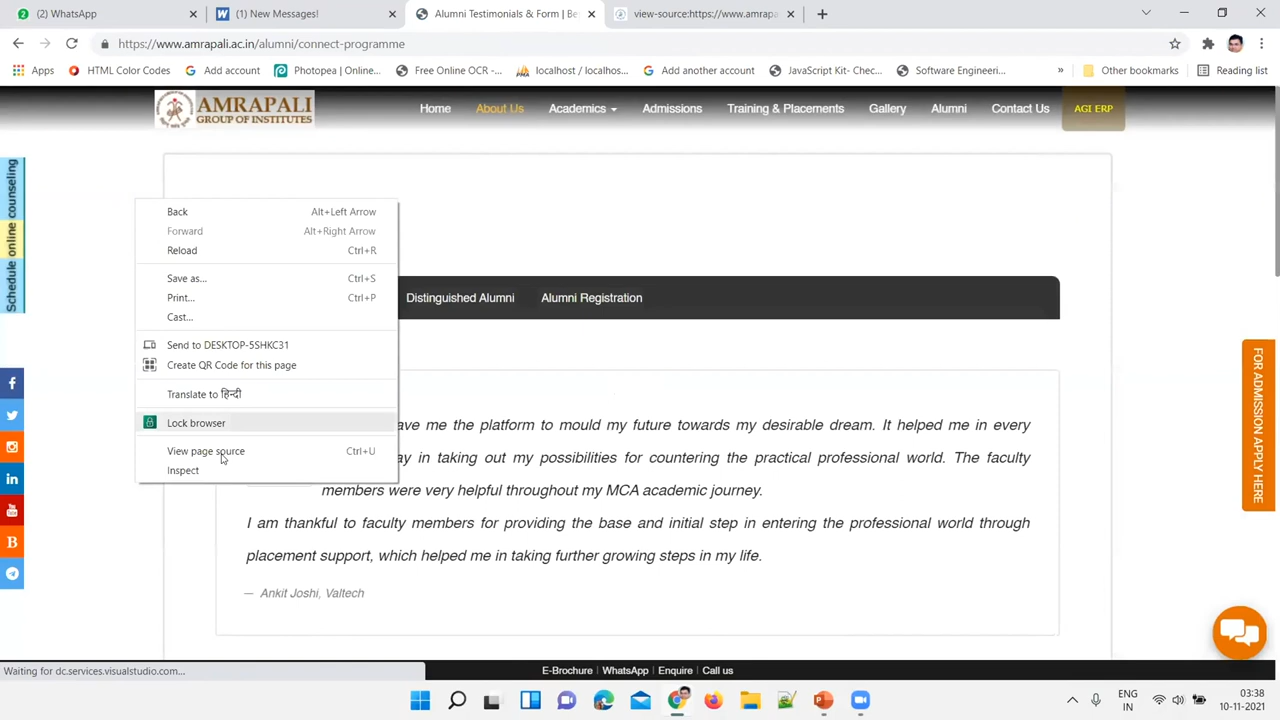 (2) WhatsApp
(1) New Messages!
Alumni Testimonials & Form | Be
view-source:https://www.amrapa
https://www.amrapali.ac.in/alumni/connect-programme
Apps
HTML Color Codes
Add account
Photopea | Online...
Free Online OCR -...
localhost / localhos...
Add another account
JavaScript Kit- Chec...
Software Engineeri...
»
Other bookmarks
Reading list
AMRAPALI
GROUP OF INSTITUTES
Home
About Us
Academics
Admissions
Training & Placements
Gallery
Alumni
Contact Us
AGI ERP
Schedule online counseling
Back Alt+Left Arrow
Forward Alt+Right Arrow
Reload Ctrl+R
Save as... Ctrl+S
Print... Ctrl+P
Cast...
Send to DESKTOP-5SHKC31
Create QR Code for this page
Translate to हिन्दी
Lock browser
View page source Ctrl+U
Inspect
Distinguished Alumni
Alumni Registration
ave me the platform to mould my future towards my desirable dream. It helped me in every
ay in taking out my possibilities for countering the practical professional world. The faculty
members were very helpful throughout my MCA academic journey.
I am thankful to faculty members for providing the base and initial step in entering the professional world through
placement support, which helped me in taking further growing steps in my life.
— Ankit Joshi, Valtech
FOR ADMISSION APPLY HERE
Waiting for dc.services.visualstudio.com...
E-Brochure | WhatsApp | Enquire | Call us
ENG
IN
03:38
10-11-2021